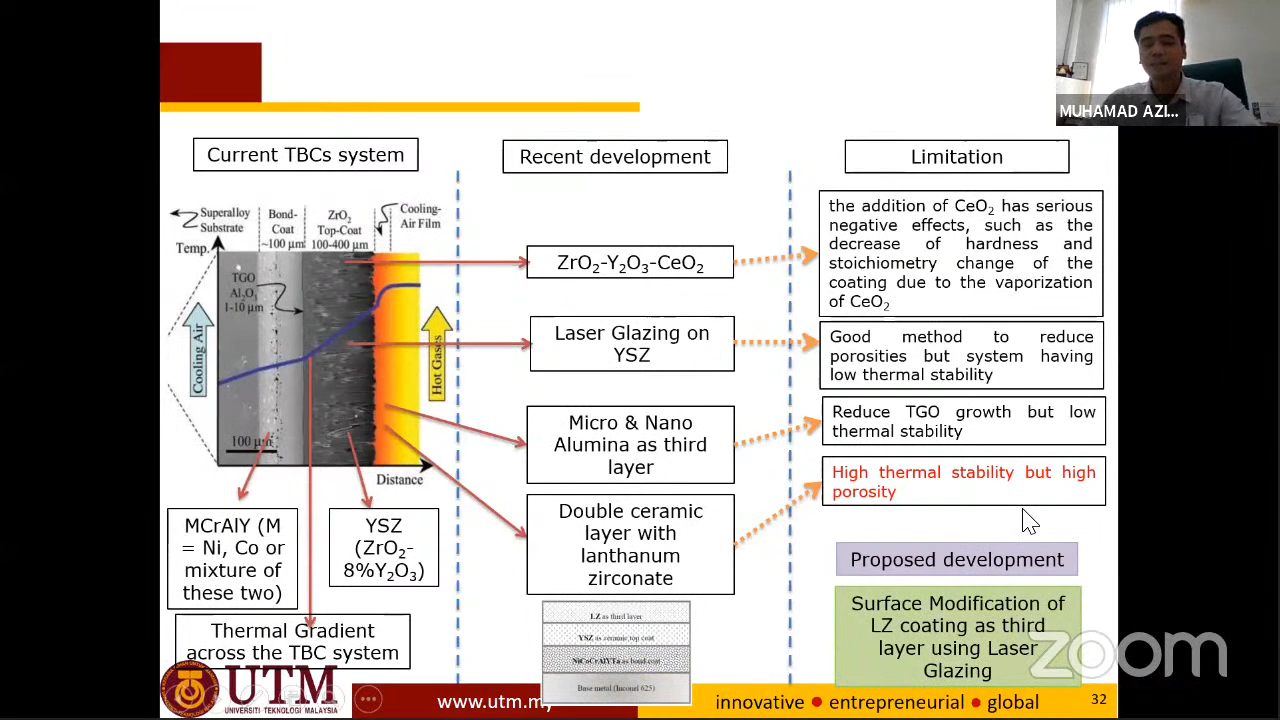 MUHAMAD AZI...
Current TBCs system
Recent development
Limitation
Superalloy
Substrate
Bond-
Coat
~100 μm
ZrO2
Top-Coat
100-400 μm
Cooling-
Air Film
Temp.
TGO
Al2O3
1-10 μm
Cooling Air
Hot Gases
100 μm
Distance
MCrAlY (M
= Ni, Co or
mixture of
these two)
YSZ
(ZrO2-
8%Y2O3)
Thermal Gradient
across the TBC system
ZrO2-Y2O3-CeO2
Laser Glazing on
YSZ
Micro & Nano
Alumina as third
layer
Double ceramic
layer with
lanthanum
zirconate
LZ as third layer
YSZ as ceramic top coat
NiCoCrAlYTa as bond coat
Base metal (Inconel 625)
the addition of CeO2 has serious
negative effects, such as the
decrease of hardness and
stoichiometry change of the
coating due to the vaporization
of CeO2
Good method to reduce
porosities but system having
low thermal stability
Reduce TGO growth but low
thermal stability
High thermal stability but high
porosity
Proposed development
Surface Modification of
LZ coating as third
layer using Laser
Glazing
zoom
UTM
UNIVERSITI TEKNOLOGI MALAYSIA
www.utm.my
innovative ● entrepreneurial ● global
32